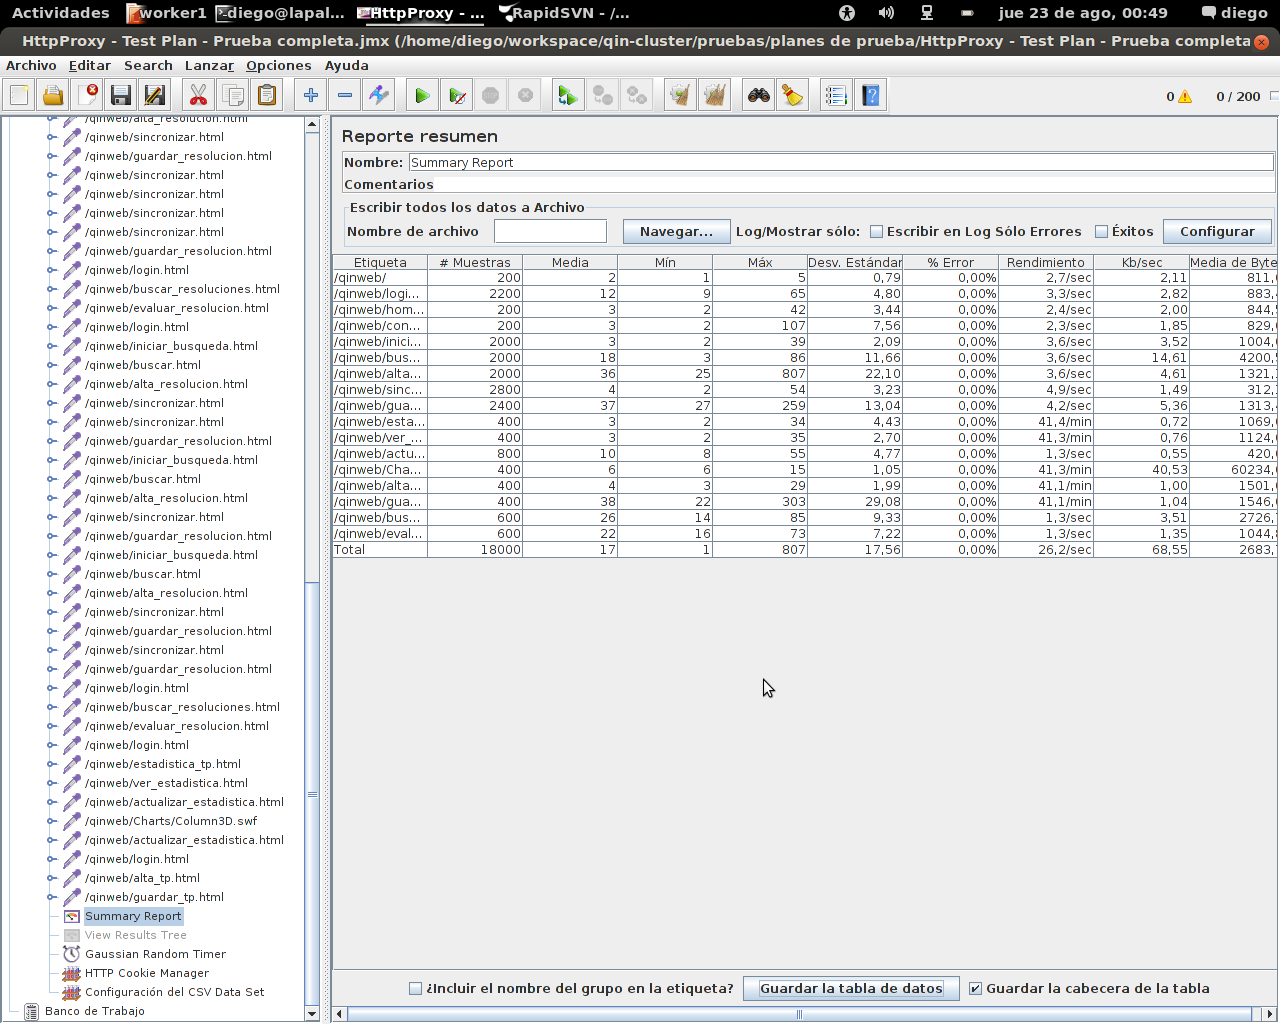 Actividades worker1 diego@lapal... HttpProxy - ... RapidSVN - /... jue 23 de ago, 00:49 diego
HttpProxy - Test Plan - Prueba completa.jmx (/home/diego/workspace/qin-cluster/pruebas/planes de prueba/HttpProxy - Test Plan - Prueba completa
Archivo Editar Search Lanzar Opciones Ayuda
0 0 / 200
/qinweb/alta_resolucion.html
/qinweb/sincronizar.html
/qinweb/guardar_resolucion.html
/qinweb/sincronizar.html
/qinweb/sincronizar.html
/qinweb/sincronizar.html
/qinweb/sincronizar.html
/qinweb/guardar_resolucion.html
/qinweb/login.html
/qinweb/buscar_resoluciones.html
/qinweb/evaluar_resolucion.html
/qinweb/login.html
/qinweb/iniciar_busqueda.html
/qinweb/buscar.html
/qinweb/alta_resolucion.html
/qinweb/sincronizar.html
/qinweb/sincronizar.html
/qinweb/guardar_resolucion.html
/qinweb/iniciar_busqueda.html
/qinweb/buscar.html
/qinweb/alta_resolucion.html
/qinweb/sincronizar.html
/qinweb/guardar_resolucion.html
/qinweb/iniciar_busqueda.html
/qinweb/buscar.html
/qinweb/alta_resolucion.html
/qinweb/sincronizar.html
/qinweb/guardar_resolucion.html
/qinweb/sincronizar.html
/qinweb/guardar_resolucion.html
/qinweb/login.html
/qinweb/buscar_resoluciones.html
/qinweb/evaluar_resolucion.html
/qinweb/login.html
/qinweb/estadistica_tp.html
/qinweb/ver_estadistica.html
/qinweb/actualizar_estadistica.html
/qinweb/Charts/Column3D.swf
/qinweb/actualizar_estadistica.html
/qinweb/login.html
/qinweb/alta_tp.html
/qinweb/guardar_tp.html
Summary Report
View Results Tree
Gaussian Random Timer
HTTP Cookie Manager
Configuración del CSV Data Set
Banco de Trabajo
Reporte resumen
Nombre: Summary Report
Comentarios
Escribir todos los datos a Archivo
Nombre de archivo Navegar... Log/Mostrar sólo: Escribir en Log Sólo Errores Éxitos Configurar
Etiqueta # Muestras Media Mín Máx Desv. Estándar % Error Rendimiento Kb/sec Media de Byte
/qinweb/ 200 2 1 5 0,79 0,00% 2,7/sec 2,11 811,
/qinweb/logi... 2200 12 9 65 4,80 0,00% 3,3/sec 2,82 883,
/qinweb/hom... 200 3 2 42 3,44 0,00% 2,4/sec 2,00 844,
/qinweb/con... 200 3 2 107 7,56 0,00% 2,3/sec 1,85 829,
/qinweb/inici... 2000 3 2 39 2,09 0,00% 3,6/sec 3,52 1004,
/qinweb/bus... 2000 18 3 86 11,66 0,00% 3,6/sec 14,61 4200,
/qinweb/alta... 2000 36 25 807 22,10 0,00% 3,6/sec 4,61 1321,
/qinweb/sinc... 2800 4 2 54 3,23 0,00% 4,9/sec 1,49 312,
/qinweb/gua... 2400 37 27 259 13,04 0,00% 4,2/sec 5,36 1313,
/qinweb/esta... 400 3 2 34 4,43 0,00% 41,4/min 0,72 1069,
/qinweb/ver_... 400 3 2 35 2,70 0,00% 41,3/min 0,76 1124,
/qinweb/actu... 800 10 8 55 4,77 0,00% 1,3/sec 0,55 420,
/qinweb/Cha... 400 6 6 15 1,05 0,00% 41,3/min 40,53 60234,
/qinweb/alta... 400 4 3 29 1,99 0,00% 41,1/min 1,00 1501,
/qinweb/gua... 400 38 22 303 29,08 0,00% 41,1/min 1,04 1546,
/qinweb/bus... 600 26 14 85 9,33 0,00% 1,3/sec 3,51 2726,
/qinweb/eval... 600 22 16 73 7,22 0,00% 1,3/sec 1,35 1044,
Total 18000 17 1 807 17,56 0,00% 26,2/sec 68,55 2683,
¿Incluir el nombre del grupo en la etiqueta? Guardar la tabla de datos Guardar la cabecera de la tabla